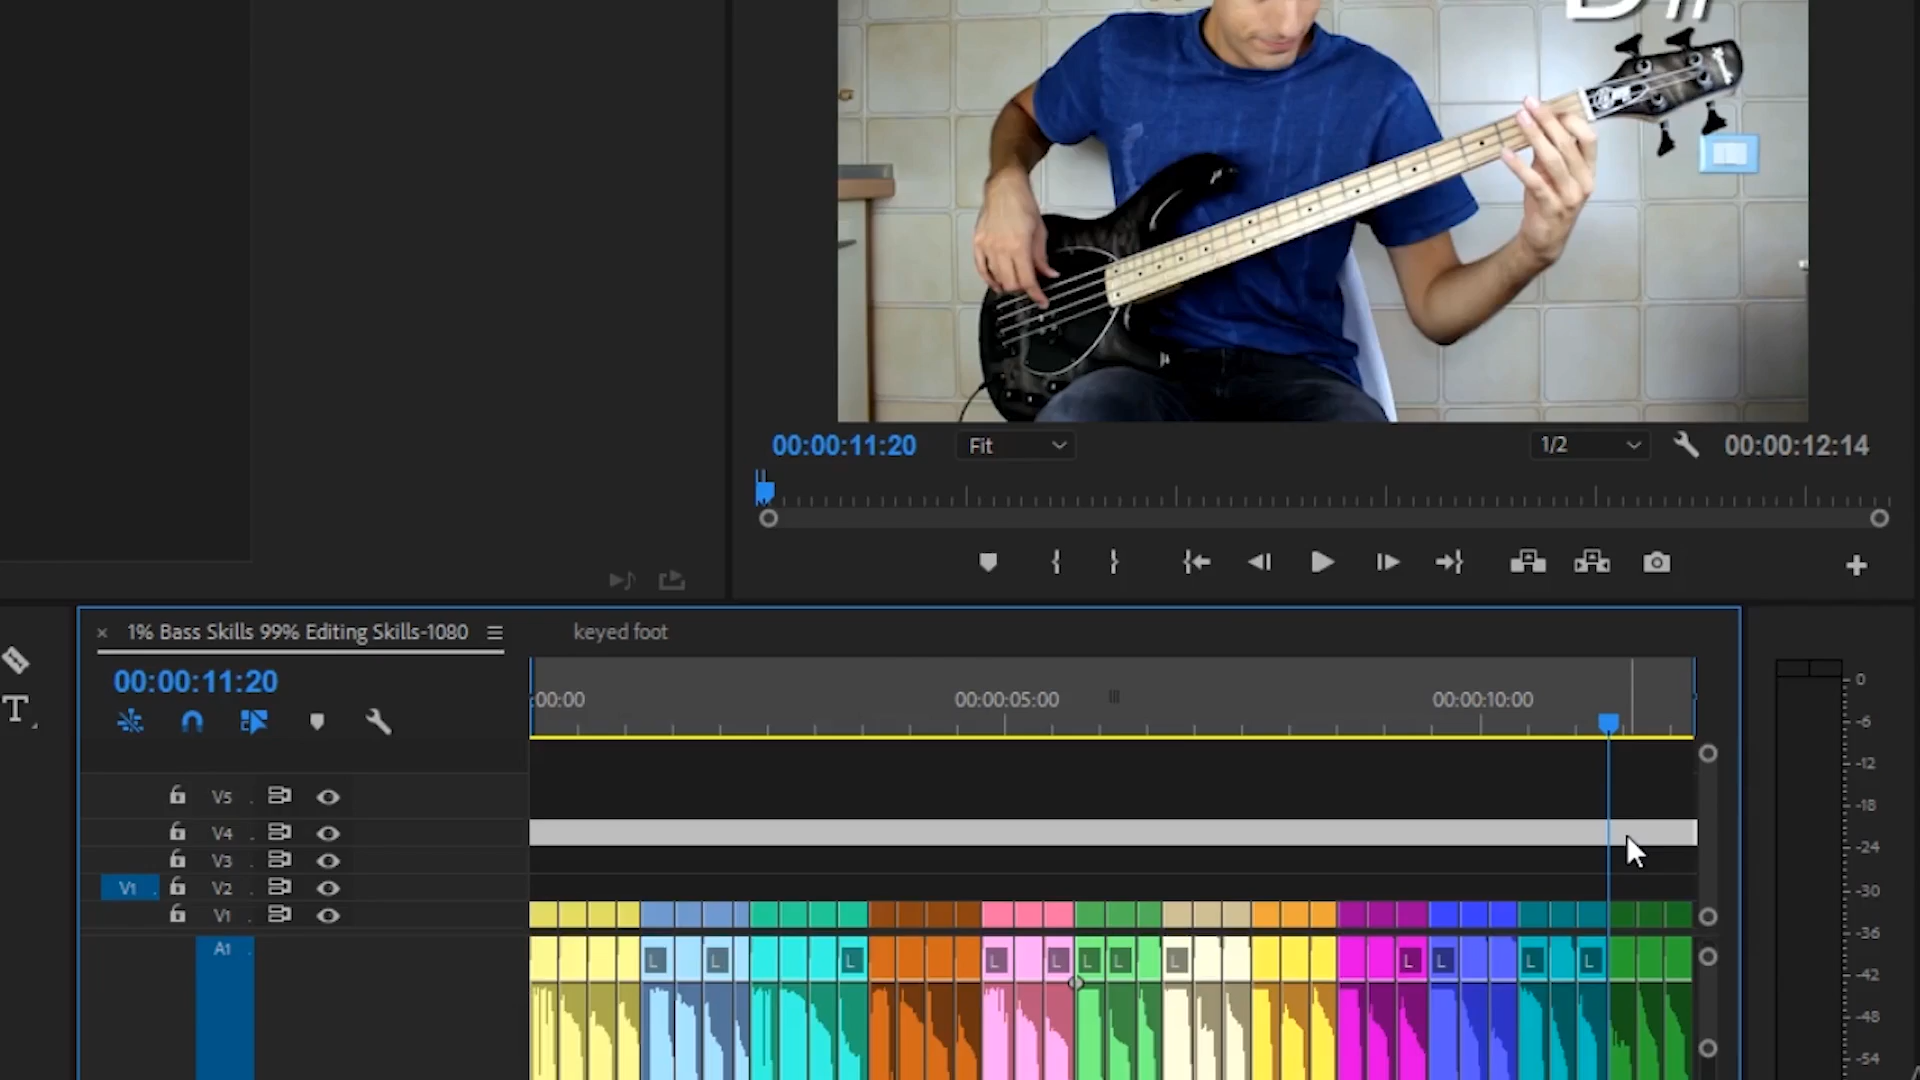 00:00:11:20
Fit
1/2
00:00:12:14
1% Bass Skills 99% Editing Skills-1080
keyed foot
00:00:11:20
:00:00
00:00:05:00
00:00:10:00
T
V5
V4
V3
V1
V2
V1
A1
L L L L L L L L L L L L
0
-6
-12
-18
-24
-30
-36
-42
-48
-54